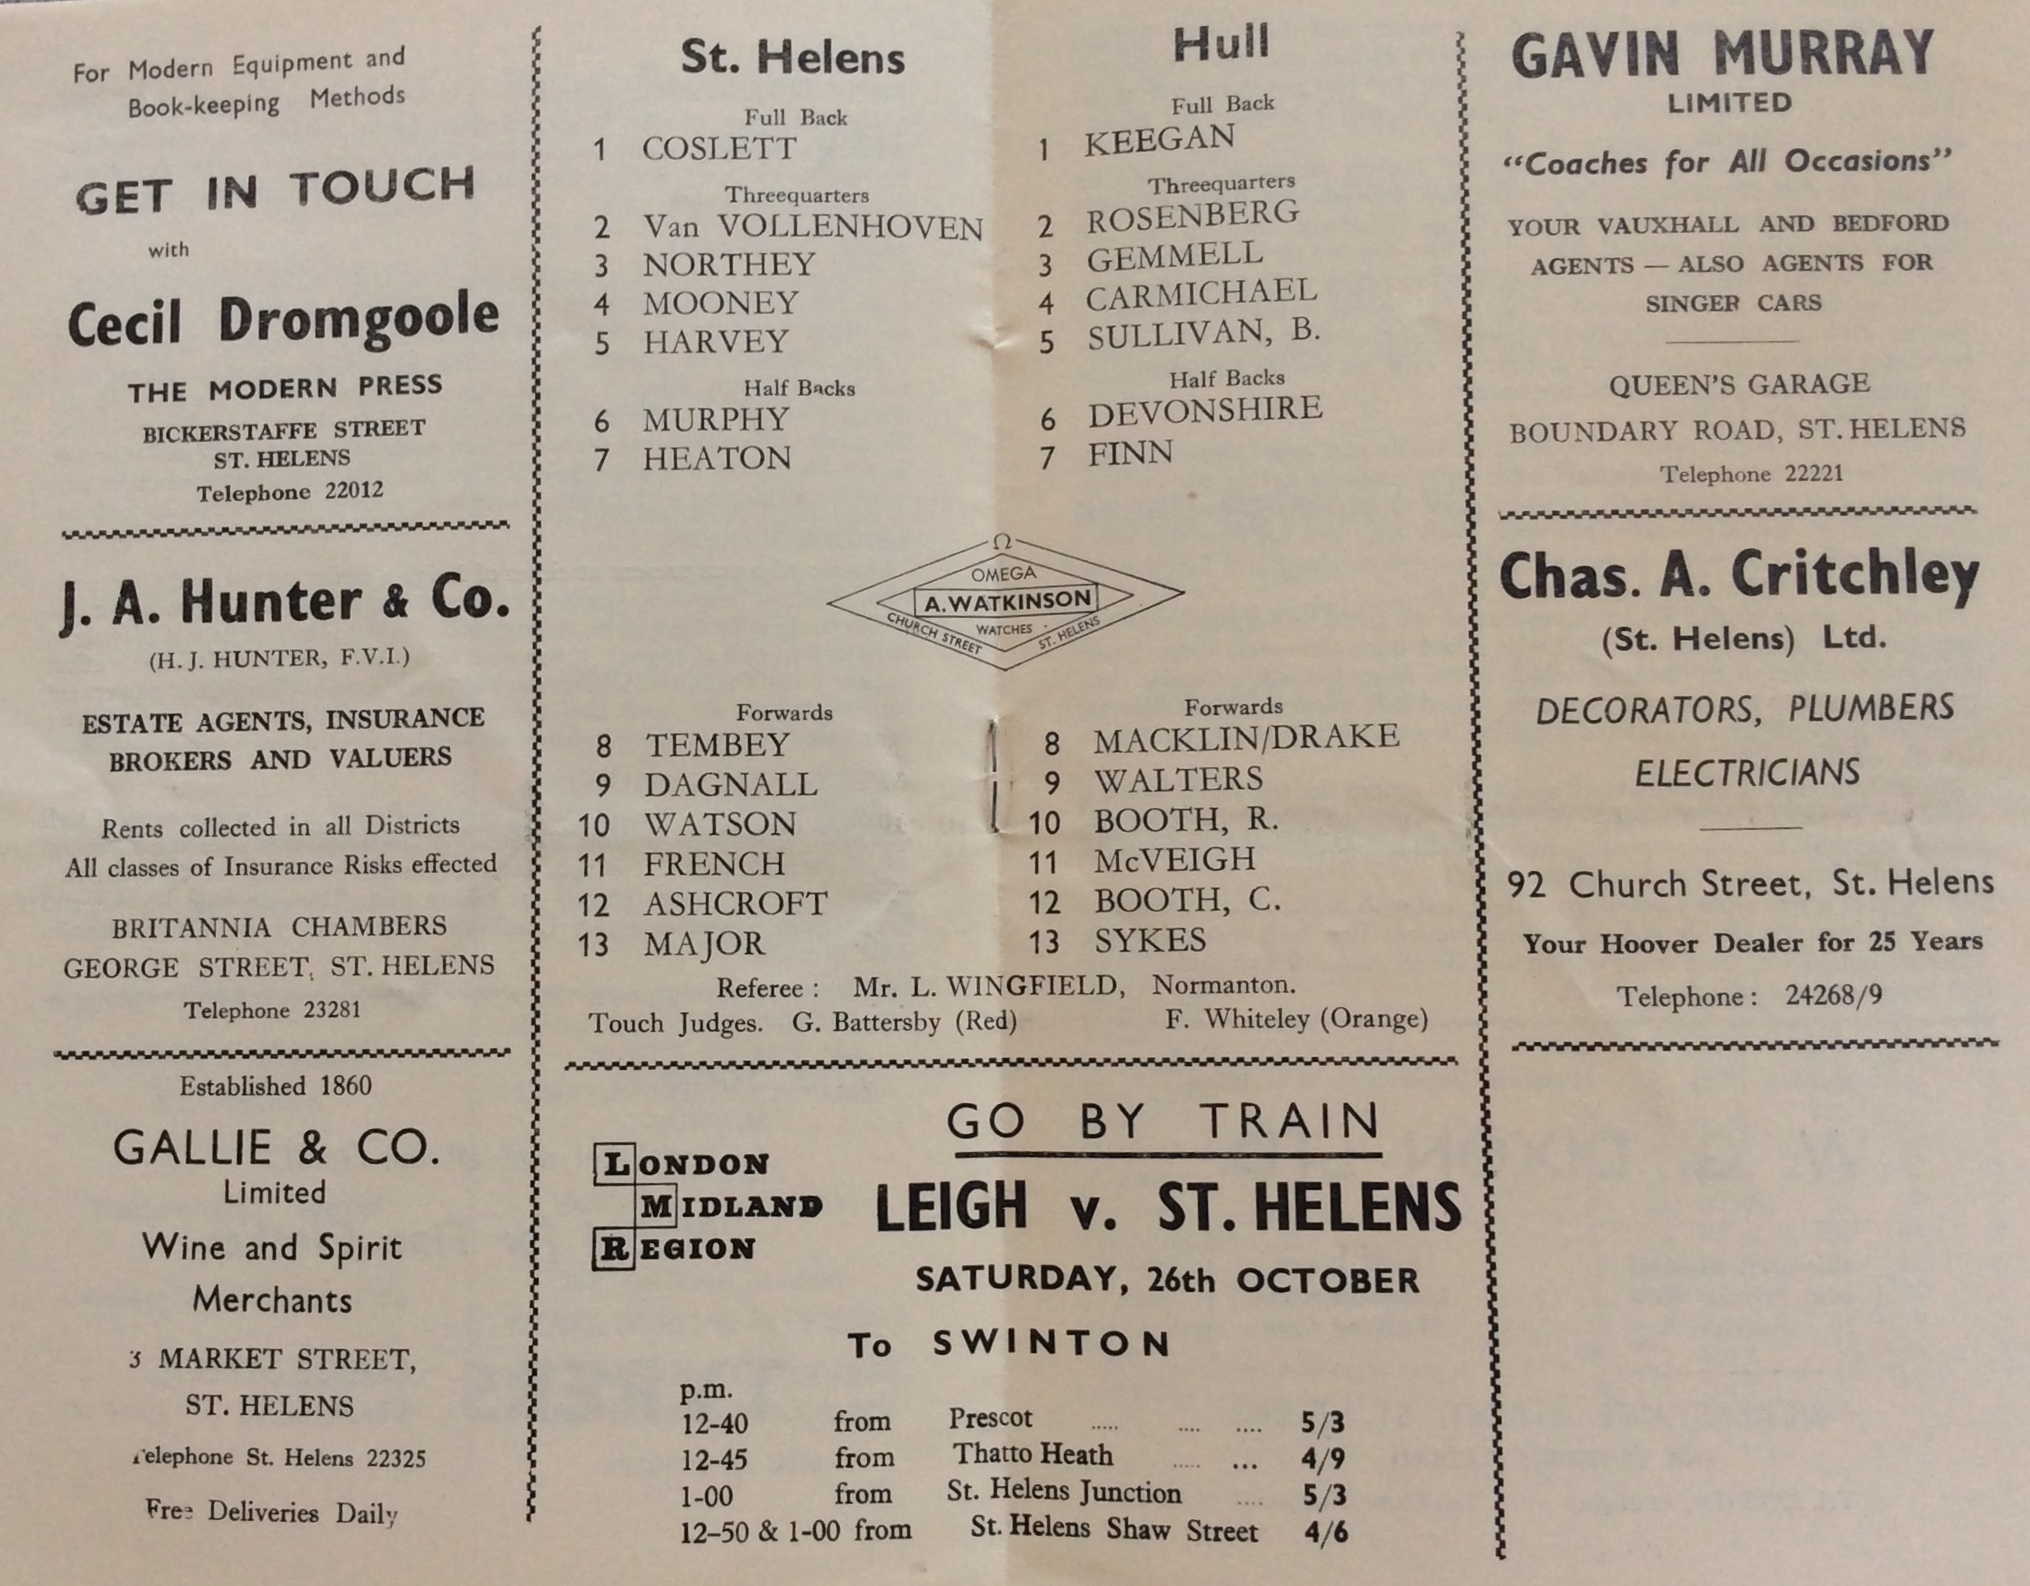 For Modern Equipment and
Book-keeping Methods
GET IN TOUCH
with
Cecil Dromgoole
THE MODERN PRESS
BICKERSTAFFE STREET
ST. HELENS
Telephone 22012
J. A. Hunter & Co.
(H. J. HUNTER, F.V.I.)
ESTATE AGENTS, INSURANCE
BROKERS AND VALUERS
Rents collected in all Districts
All classes of Insurance Risks effected
BRITANNIA CHAMBERS
GEORGE STREET, ST. HELENS
Telephone 23281
Established 1860
GALLIE & CO.
Limited
Wine and Spirit
Merchants
3 MARKET STREET,
ST. HELENS
Telephone St. Helens 22325
Free Deliveries Daily
St. Helens
Full Back
1 COSLETT
Threequarters
2 Van VOLLENHOVEN
3 NORTHEY
4 MOONEY
5 HARVEY
Half Backs
6 MURPHY
7 HEATON
Hull
Full Back
1 KEEGAN
Threequarters
2 ROSENBERG
3 GEMMELL
4 CARMICHAEL
5 SULLIVAN, B.
Half Backs
6 DEVONSHIRE
7 FINN
Ω
OMEGA
A. WATKINSON
WATCHES
CHURCH STREET ST. HELENS
Forwards
8 TEMBEY
9 DAGNALL
10 WATSON
11 FRENCH
12 ASHCROFT
13 MAJOR
Forwards
8 MACKLIN/DRAKE
9 WALTERS
10 BOOTH, R.
11 McVEIGH
12 BOOTH, C.
13 SYKES
Referee : Mr. L. WINGFIELD, Normanton.
Touch Judges. G. Battersby (Red) F. Whiteley (Orange)
LONDON
MIDLAND
REGION
GO BY TRAIN
LEIGH v. ST. HELENS
SATURDAY, 26th OCTOBER
To SWINTON
p.m.
12-40 from Prescot ..... .... .... 5/3
12-45 from Thatto Heath ..... ... 4/9
1-00 from St. Helens Junction .... 5/3
12-50 & 1-00 from St. Helens Shaw Street 4/6
GAVIN MURRAY
LIMITED
"Coaches for All Occasions"
YOUR VAUXHALL AND BEDFORD
AGENTS — ALSO AGENTS FOR
SINGER CARS
QUEEN'S GARAGE
BOUNDARY ROAD, ST. HELENS
Telephone 22221
Chas. A. Critchley
(St. Helens) Ltd.
DECORATORS, PLUMBERS
ELECTRICIANS
92 Church Street, St. Helens
Your Hoover Dealer for 25 Years
Telephone : 24268/9